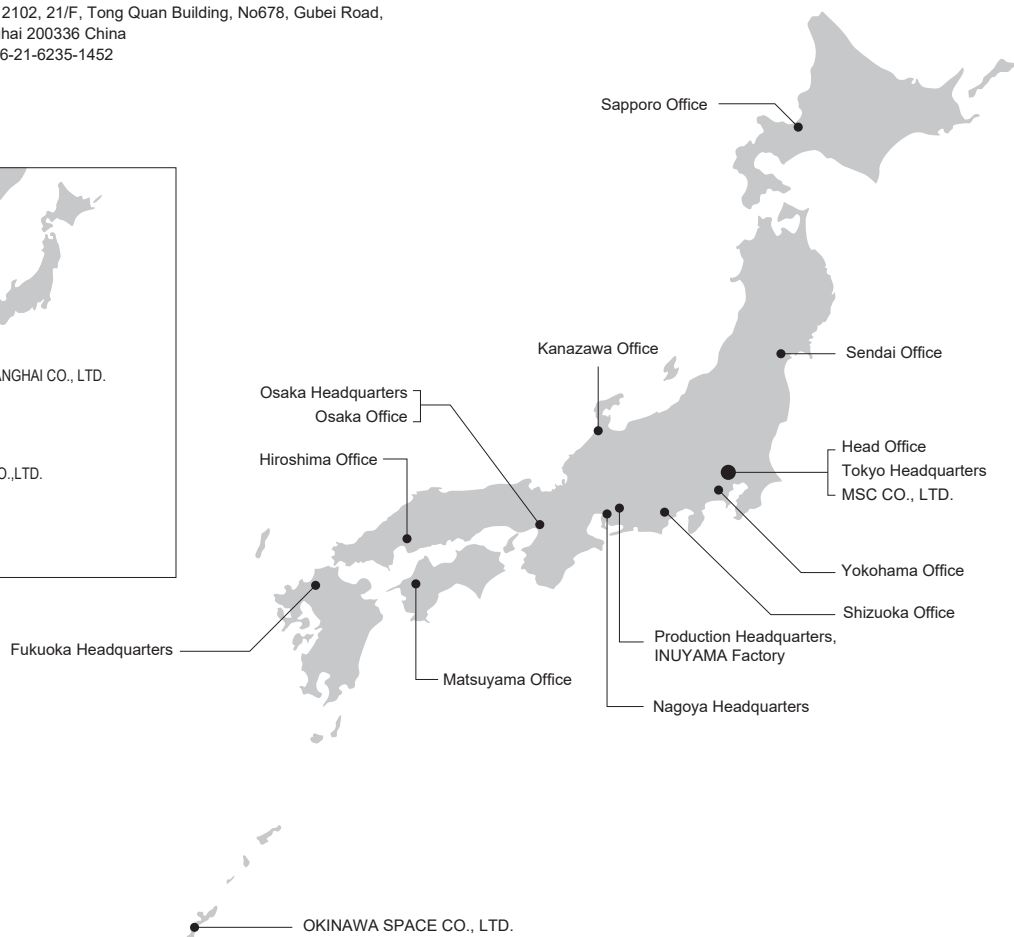 2102, 21/F, Tong Quan Building, No678, Gubei Road,
hai 200336 China
6-21-6235-1452
Sapporo Office
ANGHAI CO., LTD.
O.,LTD.
Kanazawa Office
Sendai Office
Osaka Headquarters
Osaka Office
Hiroshima Office
Head Office
Tokyo Headquarters
MSC CO., LTD.
Yokohama Office
Shizuoka Office
Production Headquarters,
INUYAMA Factory
Fukuoka Headquarters
Matsuyama Office
Nagoya Headquarters
OKINAWA SPACE CO., LTD.